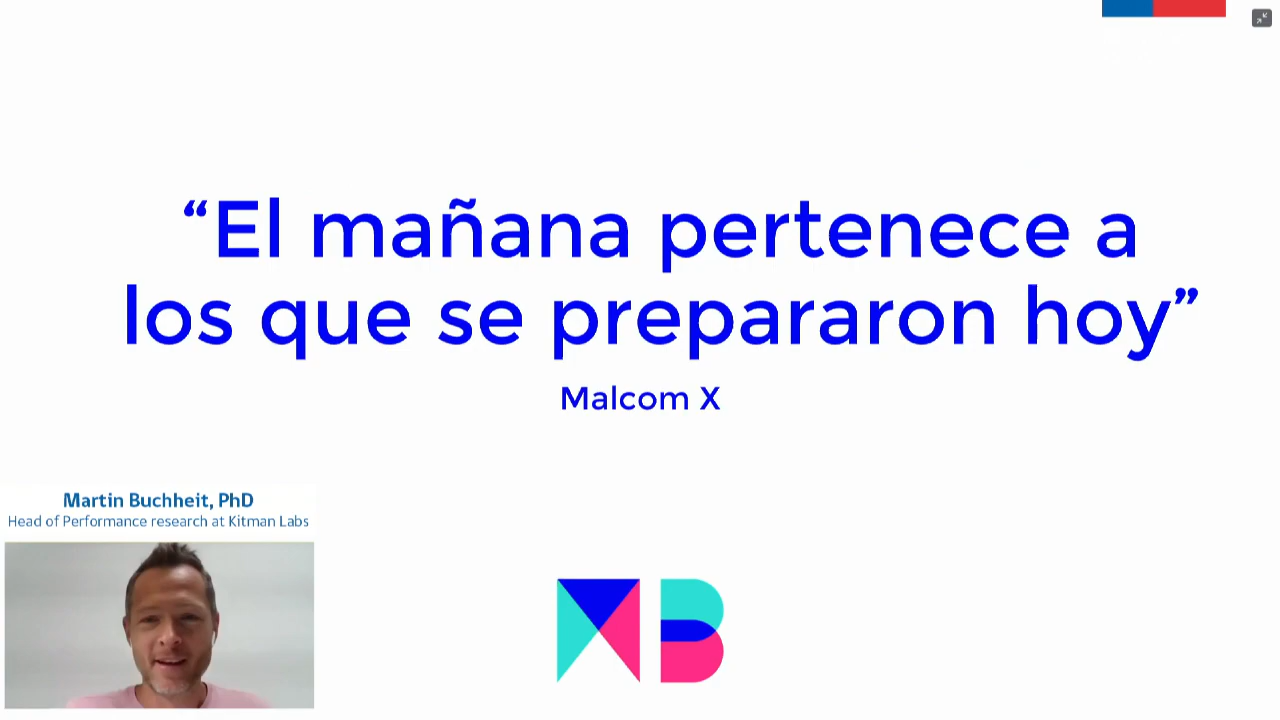 “El mañana pertenece a
los que se prepararon hoy”
Malcom X
Martin Buchheit, PhD
Head of Performance research at Kitman Labs
MB